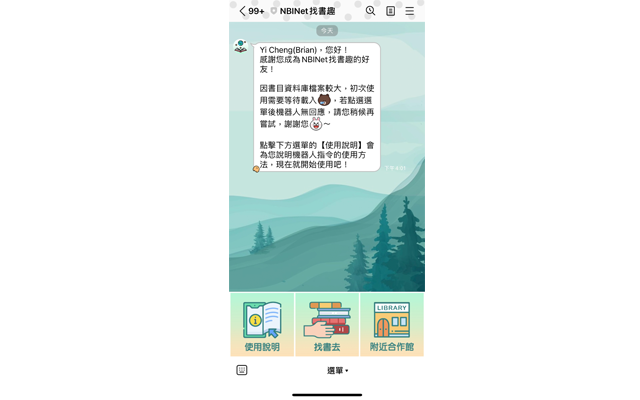 99+
NBINet找書趣
今天
Yi Cheng(Brian)，您好！
感謝您成為NBINet找書趣的好
友！
因書目資料庫檔案較大，初次使
用需要等待載入，若點選選
單後機器人無回應，請您稍候再
嘗試，謝謝您～
點擊下方選單的【使用說明】會
為您說明機器人指令的使用方
法，現在就開始使用吧！
LIBRARY
使用說明
找書去
附近合作館
選單